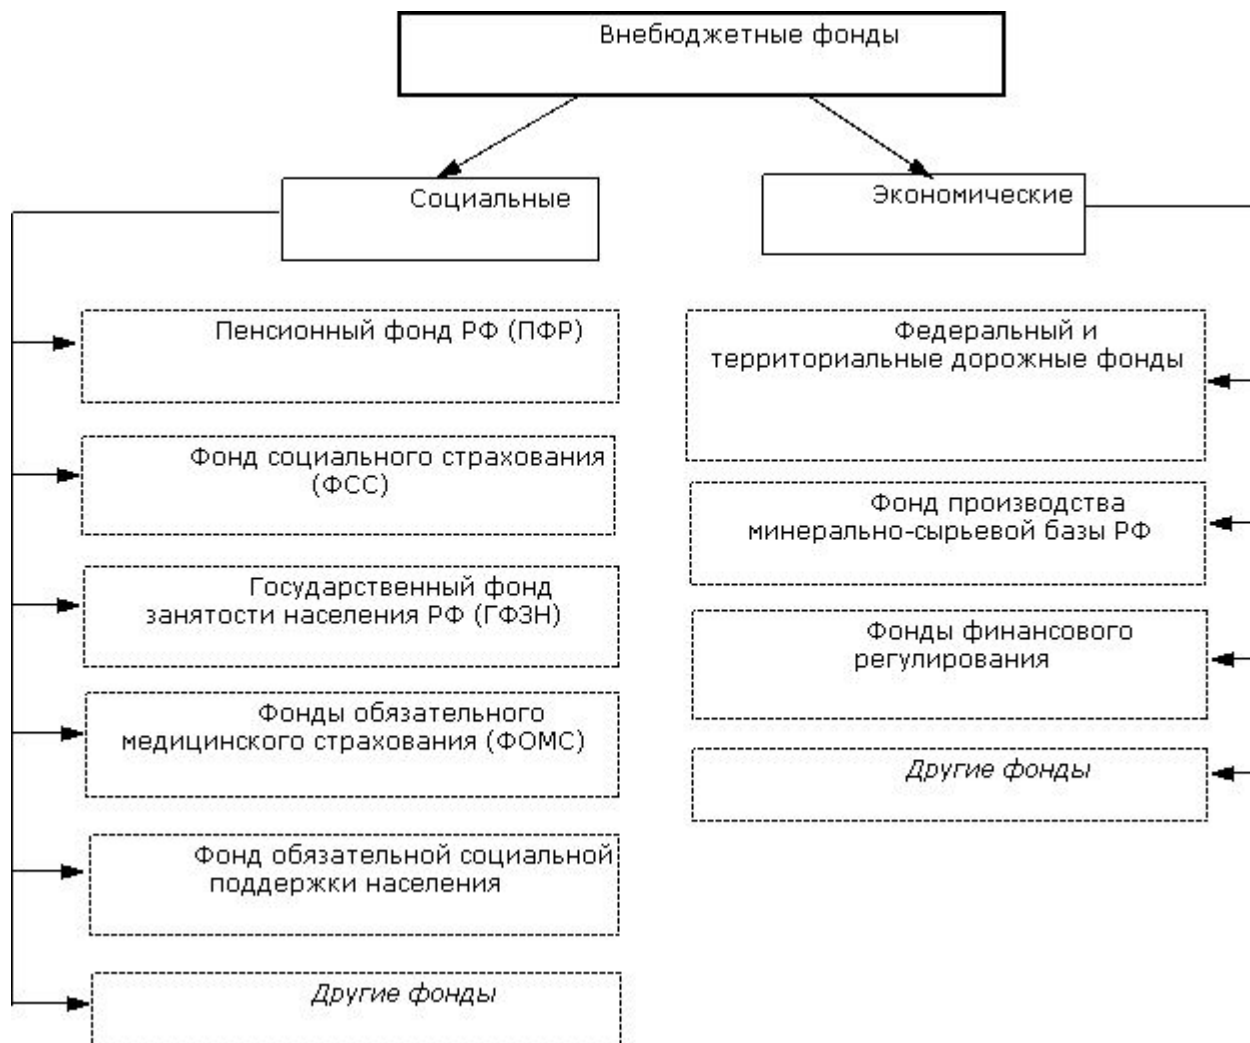 Внебюджетные фонды
Социальные
Экономические
Пенсионный фонд РФ (ПФР)
Фонд социального страхования
(ФСС)
Государственный фонд
занятости населения РФ (ГФЗН)
Фонды обязательного
медицинского страхования (ФОМС)
Фонд обязательной социальной
поддержки населения
Другие фонды
Федеральный и
территориальные дорожные фонды
Фонд производства
минерально-сырьевой базы РФ
Фонды финансового
регулирования
Другие фонды